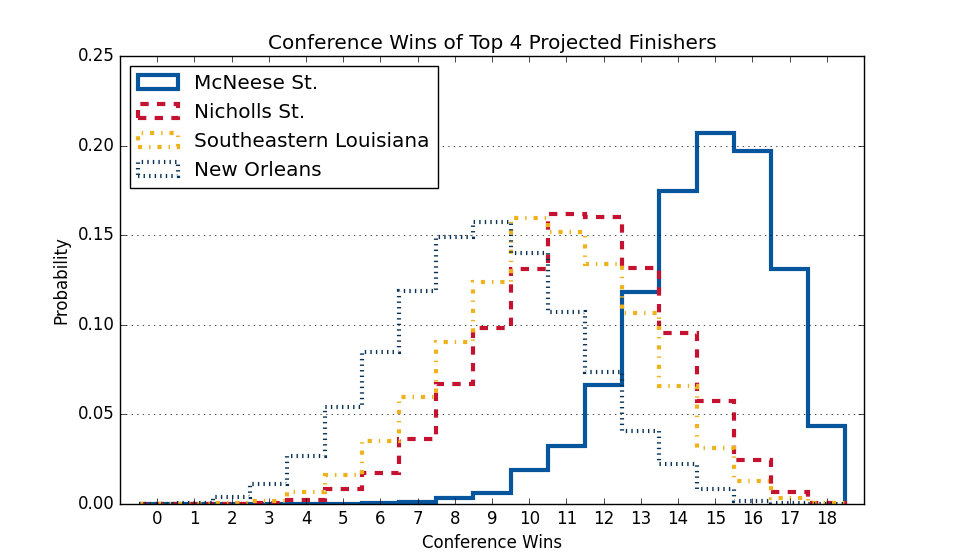 Conference Wins of Top 4 Projected Finishers
0.25
0.20
0.15
0.10
0.05
0.00
Probability
McNeese St.
Nicholls St.
Southeastern Louisiana
New Orleans
0 1 2 3 4 5 6 7 8 9 10 11 12 13 14 15 16 17 18
Conference Wins